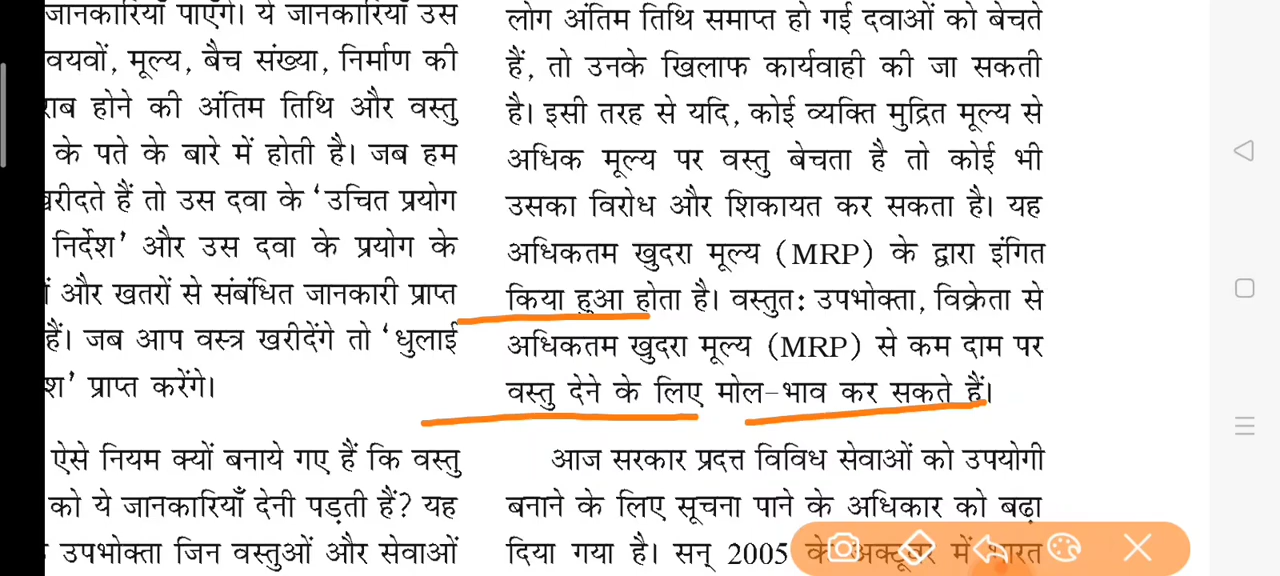 जानकारियाँ पाएँगे। ये जानकारियाँ उस
वयवों, मूल्य, बैच संख्या, निर्माण की
होने की अंतिम तिथि और वस्तु
के पते के बारे में होती है। जब हम
खरीदते हैं तो उस दवा के ‘उचित प्रयोग
निर्देश’ और उस दवा के प्रयोग के
और खतरों से संबंधित जानकारी प्राप्त
हैं। जब आप वस्त्र खरीदेंगे तो ‘धुलाई
श’ प्राप्त करेंगे।
ऐसे नियम क्यों बनाये गए हैं कि वस्तु
को ये जानकारियाँ देनी पड़ती हैं? यह
उपभोक्ता जिन वस्तुओं और सेवाओं
लोग अंतिम तिथि समाप्त हो गई दवाओं को बेचते
हैं, तो उनके खिलाफ कार्यवाही की जा सकती
है। इसी तरह से यदि, कोई व्यक्ति मुद्रित मूल्य से
अधिक मूल्य पर वस्तु बेचता है तो कोई भी
उसका विरोध और शिकायत कर सकता है। यह
अधिकतम खुदरा मूल्य (MRP) के द्वारा इंगित
किया हुआ होता है। वस्तुत: उपभोक्ता, विक्रेता से
अधिकतम खुदरा मूल्य (MRP) से कम दाम पर
वस्तु देने के लिए मोल-भाव कर सकते हैं।
आज सरकार प्रदत्त विविध सेवाओं को उपयोगी
बनाने के लिए सूचना पाने के अधिकार को बढ़ा
दिया गया है। सन् 2005 के अक्टूबर में भारत